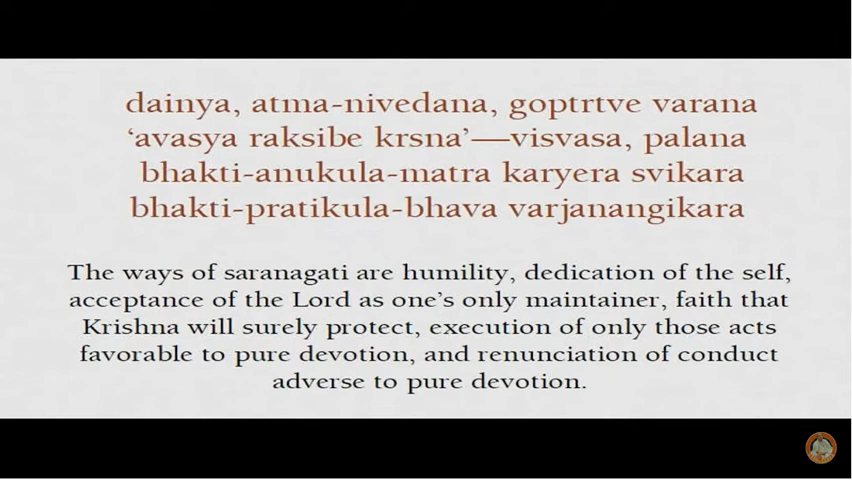 dainya, atma-nivedana, goptrtve varana
‘avasya raksibe krsna’—visvasa, palana
bhakti-anukula-matra karyera svikara
bhakti-pratikula-bhava varjanangikara
The ways of saranagati are humility, dedication of the self,
acceptance of the Lord as one’s only maintainer, faith that
Krishna will surely protect, execution of only those acts
favorable to pure devotion, and renunciation of conduct
adverse to pure devotion.